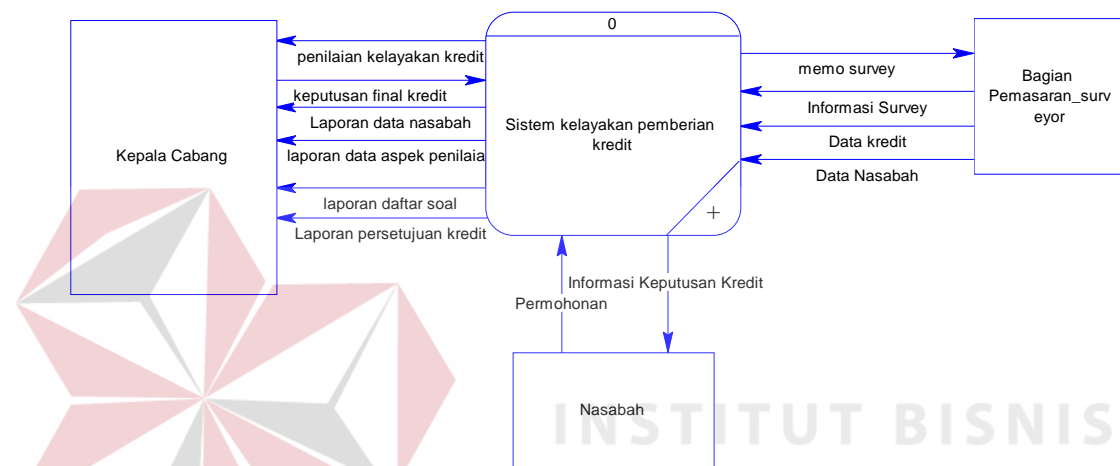 0
penilaian kelayakan kredit
keputusan final kredit
Laporan data nasabah
laporan data aspek penilaia
laporan daftar soal
Laporan persetujuan kredit
Kepala Cabang
Sistem kelayakan pemberian
kredit
+
memo survey
Informasi Survey
Data kredit
Data Nasabah
Bagian
Pemasaran_surv
eyor
Informasi Keputusan Kredit
Permohonan
Nasabah
INSTITUT BISNIS